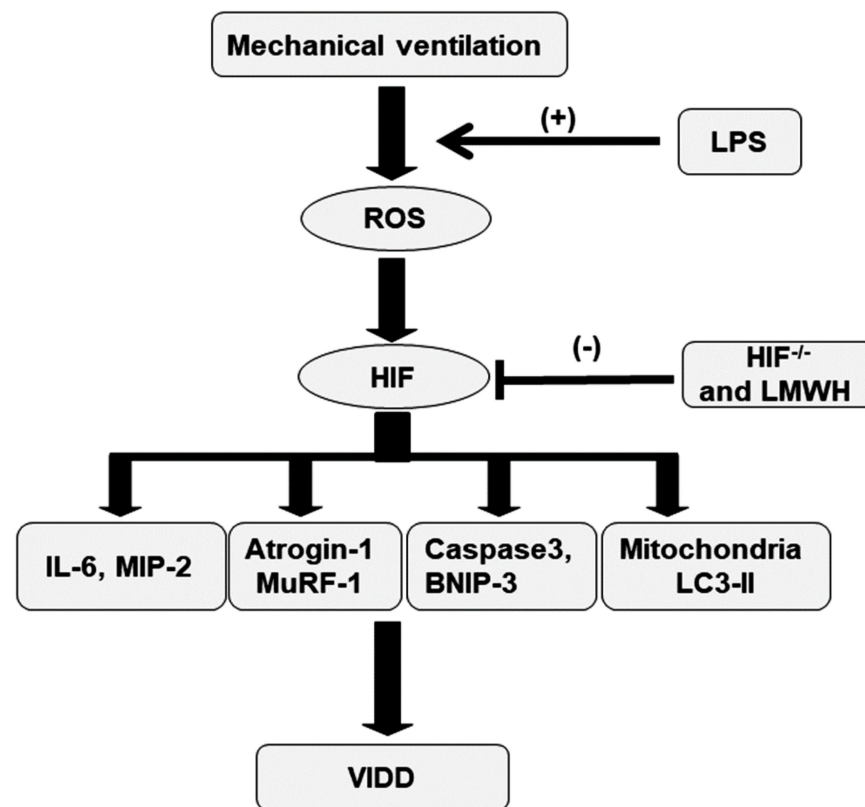 Mechanical ventilation
(+)
LPS
ROS
(-)
HIF
HIF-/-
and LMWH
IL-6, MIP-2
Atrogin-1
MuRF-1
Caspase3,
BNIP-3
Mitochondria
LC3-II
VIDD